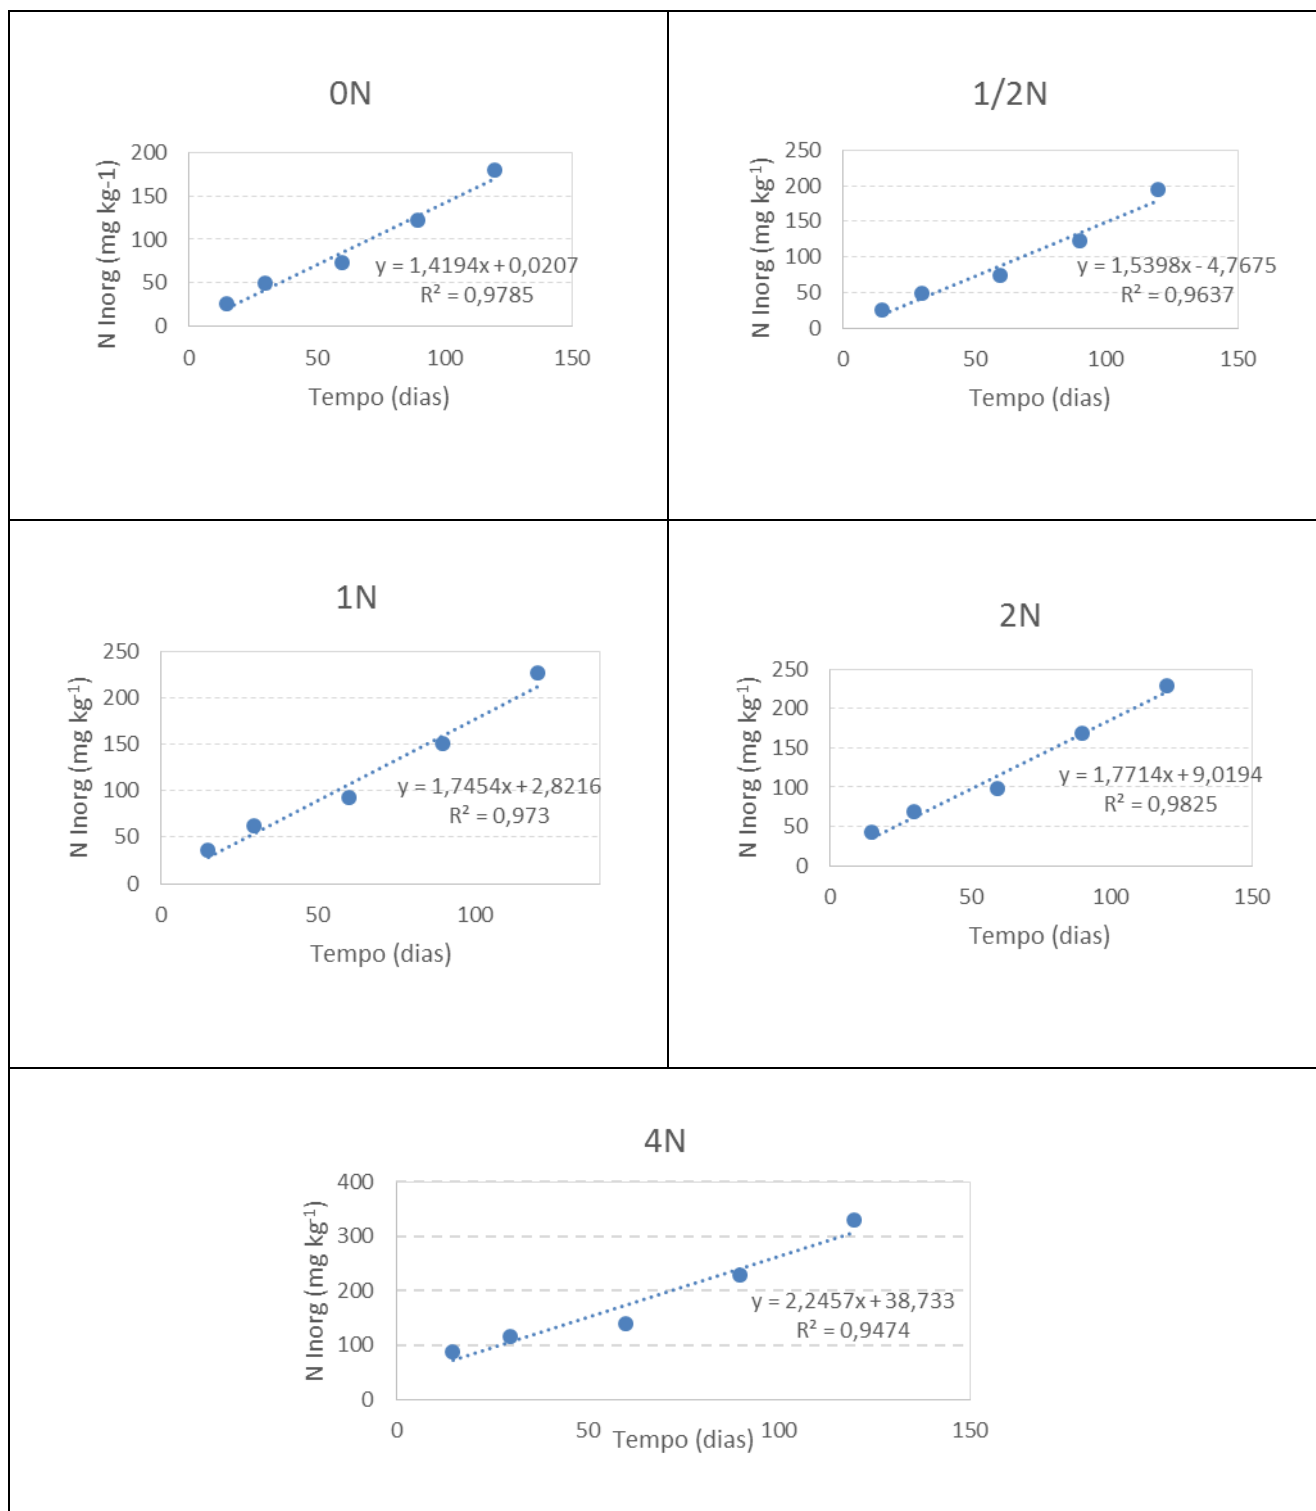 0N
N Inorg (mg kg-1)
200
150
100
50
0
y = 1,4194x + 0,0207
R² = 0,9785
0 50 100 150
Tempo (dias)
1/2N
N Inorg (mg kg⁻¹)
250
200
150
100
50
0
y = 1,5398x - 4,7675
R² = 0,9637
0 50 100 150
Tempo (dias)
1N
N Inorg (mg kg⁻¹)
250
200
150
100
50
0
y = 1,7454x + 2,8216
R² = 0,973
0 50 100
Tempo (dias)
2N
N Inorg (mg kg⁻¹)
250
200
150
100
50
0
y = 1,7714x + 9,0194
R² = 0,9825
0 50 100 150
Tempo (dias)
4N
N Inorg (mg kg⁻¹)
400
300
200
100
0
y = 2,2457x + 38,733
R² = 0,9474
0 50 100 150
Tempo (dias)